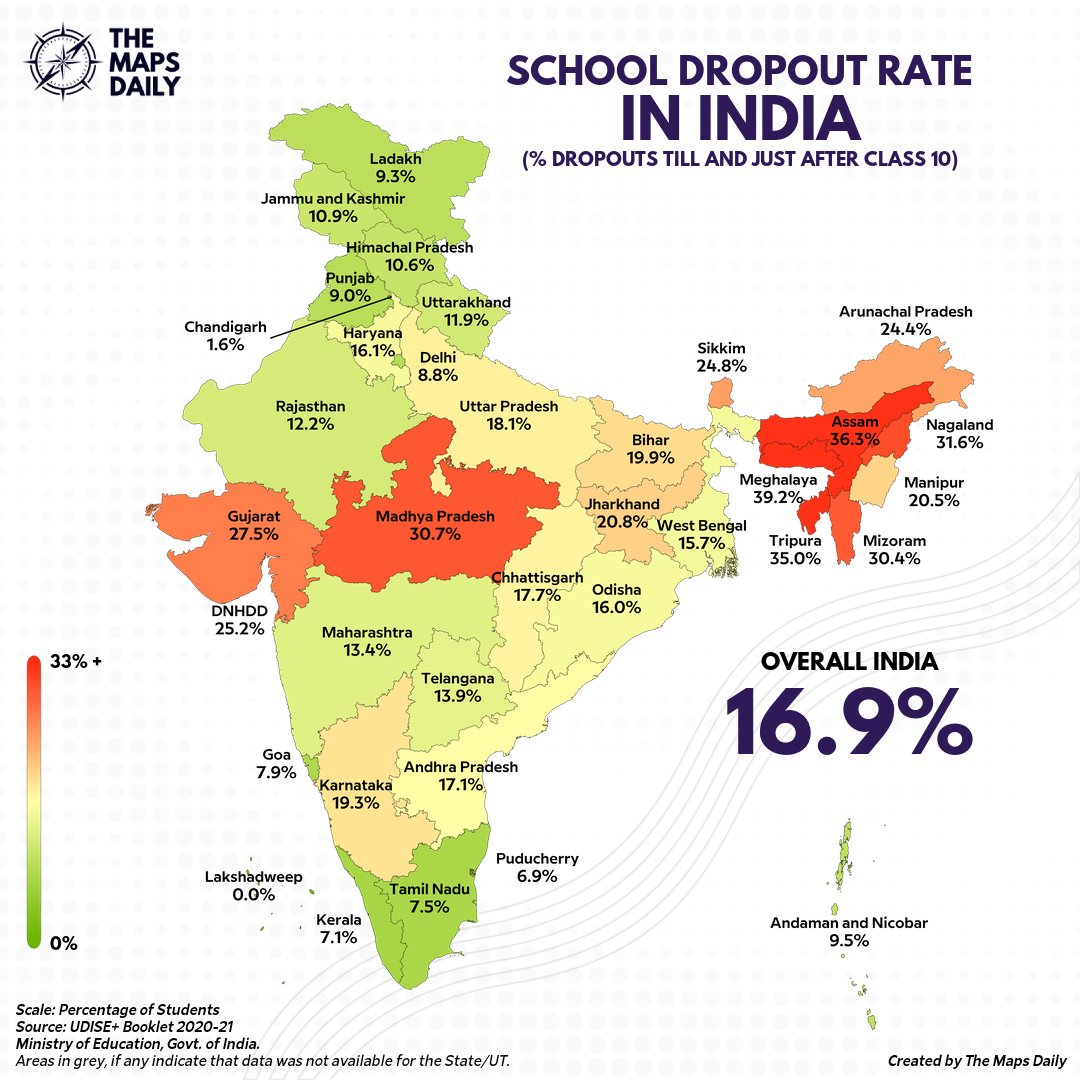 THE
MAPS
DAILY
SCHOOL DROPOUT RATE
IN INDIA
(% DROPOUTS TILL AND JUST AFTER CLASS 10)
Ladakh
9.3%
Jammu and Kashmir
10.9%
Himachal Pradesh
10.6%
Punjab
9.0%
Uttarakhand
11.9%
Chandigarh
1.6%
Haryana
16.1%
Delhi
8.8%
Arunachal Pradesh
24.4%
Sikkim
24.8%
Rajasthan
12.2%
Uttar Pradesh
18.1%
Bihar
19.9%
Assam
36.3%
Nagaland
31.6%
Meghalaya
39.2%
Manipur
20.5%
Gujarat
27.5%
Madhya Pradesh
30.7%
Jharkhand
20.8%
West Bengal
15.7%
Tripura
35.0%
Mizoram
30.4%
Chhattisgarh
17.7%
Odisha
16.0%
DNHDD
25.2%
Maharashtra
13.4%
Telangana
13.9%
33% +
OVERALL INDIA
16.9%
Goa
7.9%
Karnataka
19.3%
Andhra Pradesh
17.1%
Puducherry
6.9%
Lakshadweep
0.0%
Tamil Nadu
7.5%
Kerala
7.1%
Andaman and Nicobar
9.5%
0%
Scale: Percentage of Students
Source: UDISE+ Booklet 2020-21
Ministry of Education, Govt. of India.
Areas in grey, if any indicate that data was not available for the State/UT.
Created by The Maps Daily